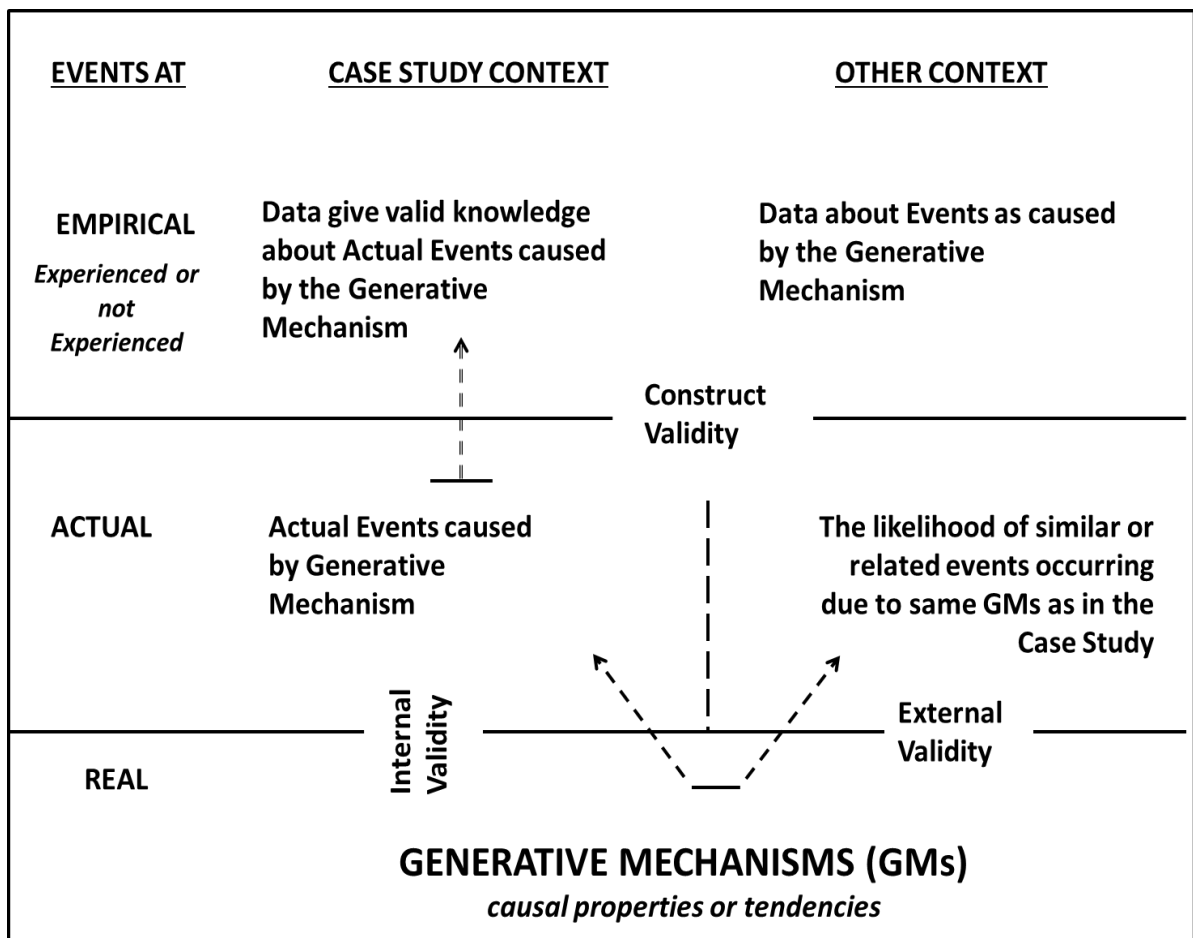 EVENTS AT
CASE STUDY CONTEXT
OTHER CONTEXT
EMPIRICAL
Experienced or
not
Experienced
Data give valid knowledge
about Actual Events caused
by the Generative
Mechanism
Data about Events as caused
by the Generative
Mechanism
Construct
Validity
ACTUAL
Actual Events caused
by Generative
Mechanism
The likelihood of similar or
related events occurring
due to same GMs as in the
Case Study
Internal
Validity
External
Validity
REAL
GENERATIVE MECHANISMS (GMs)
causal properties or tendencies